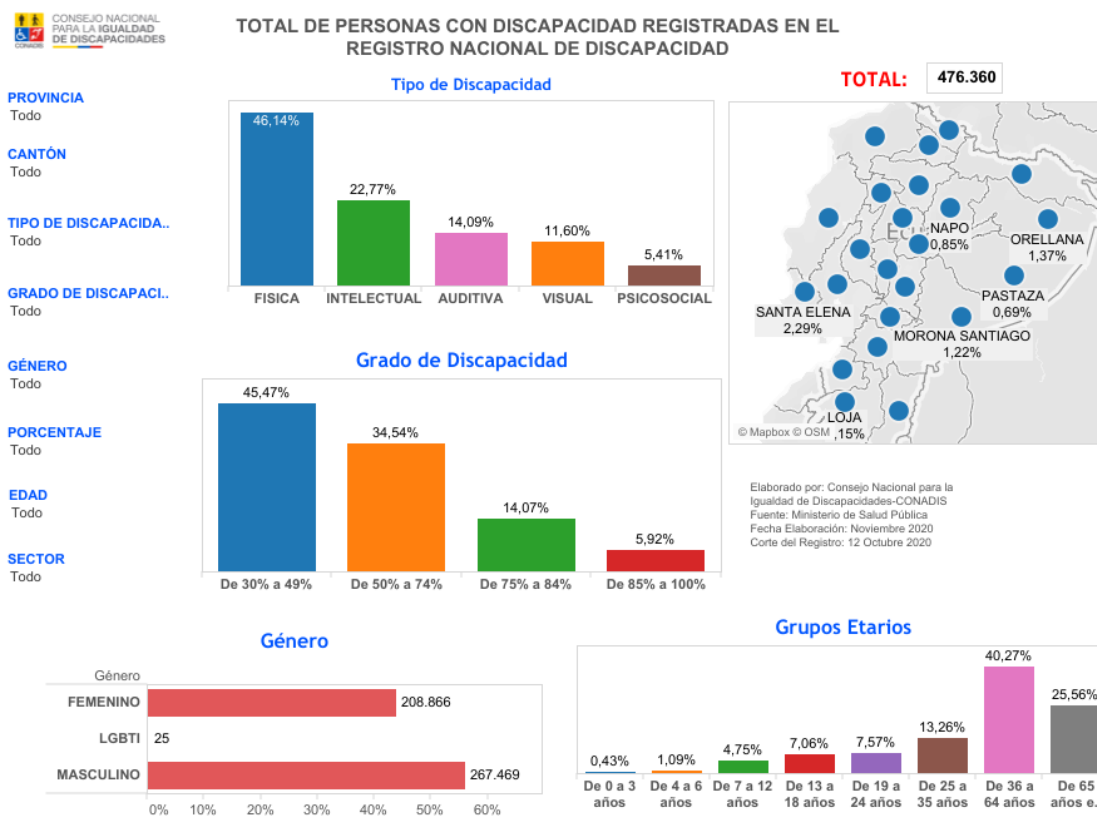 CONSEJO NACIONAL
PARA LA IGUALDAD
DE DISCAPACIDADES
CONADIS
TOTAL DE PERSONAS CON DISCAPACIDAD REGISTRADAS EN EL
REGISTRO NACIONAL DE DISCAPACIDAD
TOTAL: 476.360
PROVINCIA
Todo
CANTÓN
Todo
TIPO DE DISCAPACIDA..
Todo
GRADO DE DISCAPACI..
Todo
GÉNERO
Todo
PORCENTAJE
Todo
EDAD
Todo
SECTOR
Todo
Tipo de Discapacidad
46,14%
22,77%
14,09%
11,60%
5,41%
FISICA INTELECTUAL AUDITIVA VISUAL PSICOSOCIAL
NAPO
0,85%
ORELLANA
1,37%
PASTAZA
0,69%
SANTA ELENA
2,29%
MORONA SANTIAGO
1,22%
LOJA
,15%
© Mapbox © OSM
Grado de Discapacidad
45,47%
34,54%
14,07%
5,92%
De 30% a 49% De 50% a 74% De 75% a 84% De 85% a 100%
Elaborado por: Consejo Nacional para la
Igualdad de Discapacidades-CONADIS
Fuente: Ministerio de Salud Pública
Fecha Elaboración: Noviembre 2020
Corte del Registro: 12 Octubre 2020
Género
Género
FEMENINO 208.866
LGBTI 25
MASCULINO 267.469
0% 10% 20% 30% 40% 50% 60%
Grupos Etarios
0,43%
1,09%
4,75%
7,06%
7,57%
13,26%
40,27%
25,56%
De 0 a 3 De 4 a 6 De 7 a 12 De 13 a De 19 a De 25 a De 36 a De 65
años años años 18 años 24 años 35 años 64 años años e..